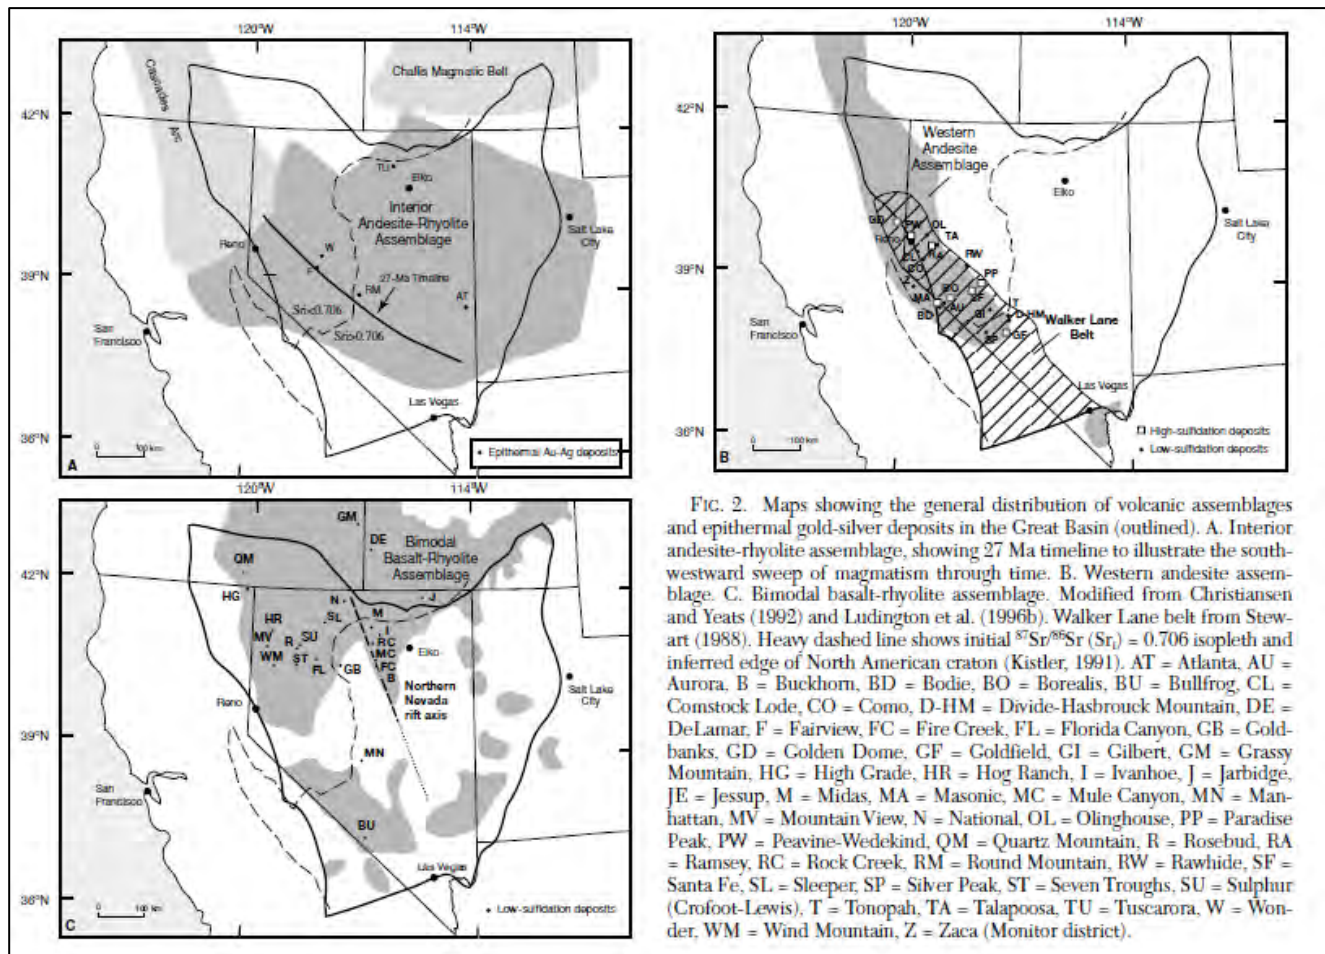 120°W
114°W
Cascades Arc
Challis Magmatic Belt
42°N
TU
Elko
Interior
Andesite-Rhyolite
Assemblage
Reno
Salt Lake
City
W
F
39°N
27-Ma Timeline
RM
AT
Sri<0.706
Sri>0.706
San
Francisco
Las Vegas
36°N
0
100 km
A
Epithermal Au-Ag deposits
120°W
114°W
42°N
Western
Andesite
Assemblage
Elko
GD
PW
OL
Reno
TA
Salt Lake
City
CL
RA
RW
39°N
CO
Z
PP
BO
SF
MA
AU
BD
GI
T
D-HM
San
Francisco
SP
GF
Walker Lane
Belt
Las Vegas
36°N
0
100 km
High-sulfidation deposits
B
Low-sulfidation deposits
120°W
114°W
GM
DE
Bimodal
Basalt-Rhyolite
Assemblage
QM
42°N
HG
N
J
HR
SL
M
MV
R
SU
RC
WM
ST
MC
Elko
FL
GB
FC
B
Northern
Nevada
rift axis
Reno
Salt Lake
City
39°N
MN
San
Francisco
BU
Las Vegas
36°N
0
100 km
C
Low-sulfidation deposits
FIG. 2. Maps showing the general distribution of volcanic assemblages
and epithermal gold-silver deposits in the Great Basin (outlined). A. Interior
andesite-rhyolite assemblage, showing 27 Ma timeline to illustrate the south-
westward sweep of magmatism through time. B. Western andesite assem-
blage. C. Bimodal basalt-rhyolite assemblage. Modified from Christiansen
and Yeats (1992) and Ludington et al. (1996b). Walker Lane belt from Stew-
art (1988). Heavy dashed line shows initial ⁸⁷Sr/⁸⁶Sr (Srᵢ) = 0.706 isopleth and
inferred edge of North American craton (Kistler, 1991). AT = Atlanta, AU =
Aurora, B = Buckhorn, BD = Bodie, BO = Borealis, BU = Bullfrog, CL =
Comstock Lode, CO = Como, D-HM = Divide-Hasbrouck Mountain, DE =
DeLamar, F = Fairview, FC = Fire Creek, FL = Florida Canyon, GB = Gold-
banks, GD = Golden Dome, GF = Goldfield, GI = Gilbert, GM = Grassy
Mountain, HG = High Grade, HR = Hog Ranch, I = Ivanhoe, J = Jarbidge,
JE = Jessup, M = Midas, MA = Masonic, MC = Mule Canyon, MN = Man-
hattan, MV = Mountain View, N = National, OL = Olinghouse, PP = Paradise
Peak, PW = Peavine-Wedekind, QM = Quartz Mountain, R = Rosebud, RA
= Ramsey, RC = Rock Creek, RM = Round Mountain, RW = Rawhide, SF =
Santa Fe, SL = Sleeper, SP = Silver Peak, ST = Seven Troughs, SU = Sulphur
(Crofoot-Lewis), T = Tonopah, TA = Talapoosa, TU = Tuscarora, W = Won-
der, WM = Wind Mountain, Z = Zaca (Monitor district).